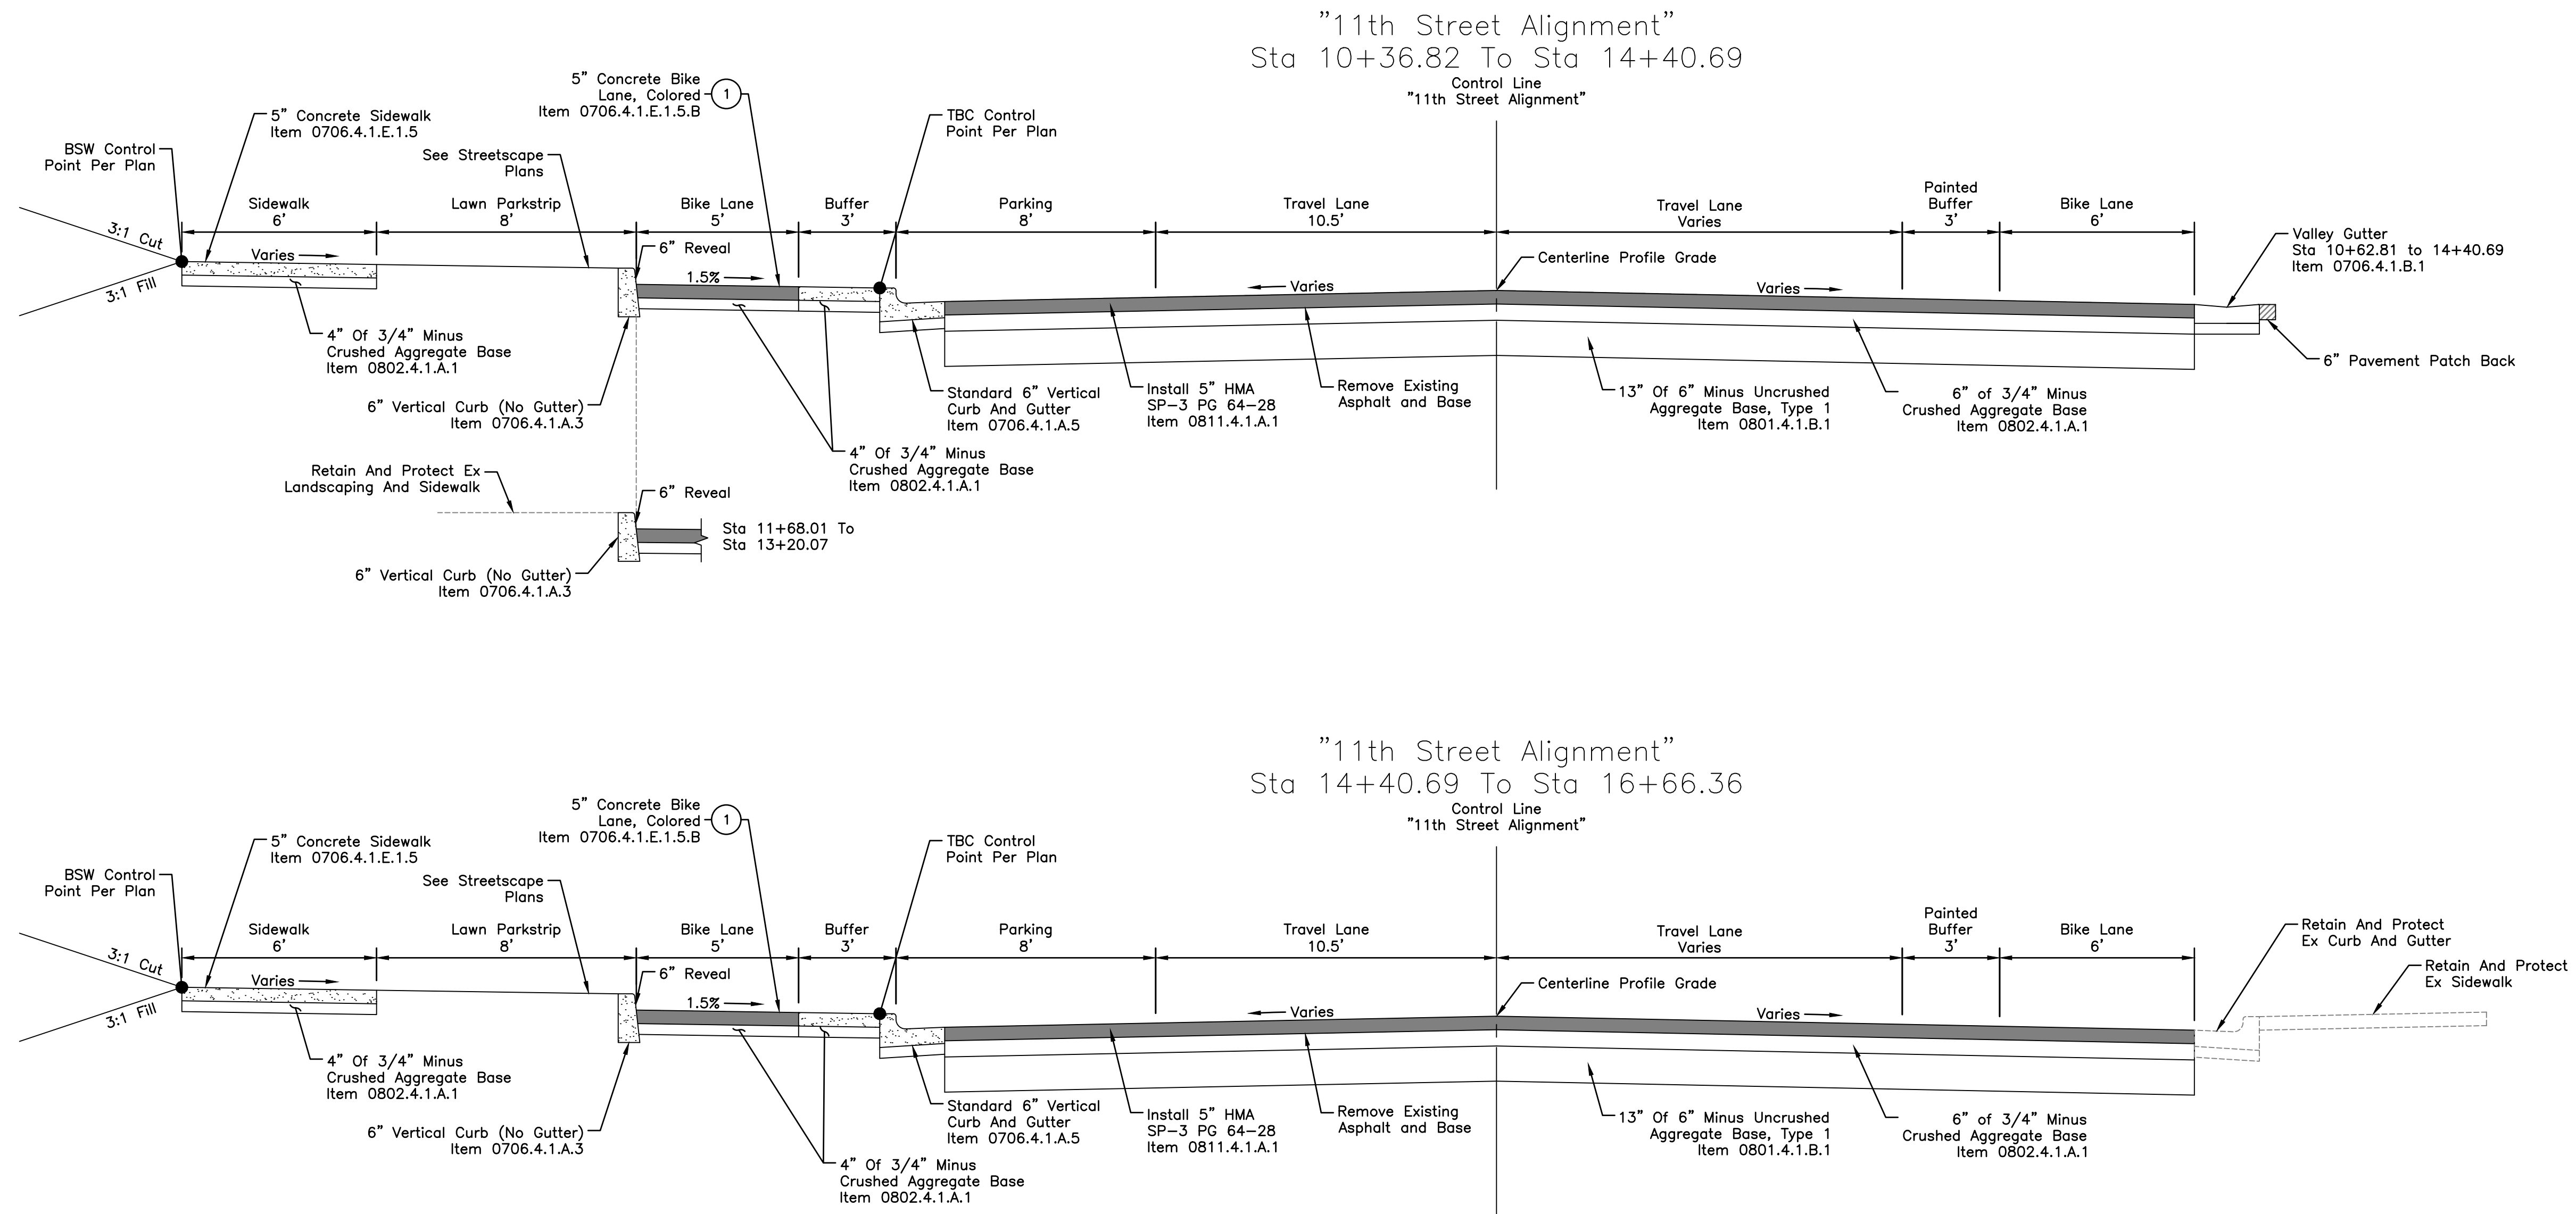 "11th Street Alignment"
Sta 10+36.82 To Sta 14+40.69
Control Line
"11th Street Alignment"
5" Concrete Bike
Lane, Colored
Item 0706.4.1.E.1.5.B
1
5" Concrete Sidewalk
Item 0706.4.1.E.1.5
TBC Control
Point Per Plan
BSW Control
Point Per Plan
See Streetscape
Plans
Sidewalk
6'
Lawn Parkstrip
8'
Bike Lane
5'
Buffer
3'
Parking
8'
Travel Lane
10.5'
Travel Lane
Varies
Painted
Buffer
3'
Bike Lane
6'
Valley Gutter
Sta 10+62.81 to 14+40.69
Item 0706.4.1.B.1
3:1 Cut
3:1 Fill
Varies
6" Reveal
1.5%
Centerline Profile Grade
Varies
Varies
4" Of 3/4" Minus
Crushed Aggregate Base
Item 0802.4.1.A.1
6" Vertical Curb (No Gutter)
Item 0706.4.1.A.3
Standard 6" Vertical
Curb And Gutter
Item 0706.4.1.A.5
Install 5" HMA
SP-3 PG 64-28
Item 0811.4.1.A.1
Remove Existing
Asphalt and Base
13" Of 6" Minus Uncrushed
Aggregate Base, Type 1
Item 0801.4.1.B.1
6" of 3/4" Minus
Crushed Aggregate Base
Item 0802.4.1.A.1
6" Pavement Patch Back
4" Of 3/4" Minus
Crushed Aggregate Base
Item 0802.4.1.A.1
Retain And Protect Ex
Landscaping And Sidewalk
6" Reveal
Sta 11+68.01 To
Sta 13+20.07
6" Vertical Curb (No Gutter)
Item 0706.4.1.A.3
"11th Street Alignment"
Sta 14+40.69 To Sta 16+66.36
Control Line
"11th Street Alignment"
5" Concrete Bike
Lane, Colored
Item 0706.4.1.E.1.5.B
1
5" Concrete Sidewalk
Item 0706.4.1.E.1.5
TBC Control
Point Per Plan
BSW Control
Point Per Plan
See Streetscape
Plans
Sidewalk
6'
Lawn Parkstrip
8'
Bike Lane
5'
Buffer
3'
Parking
8'
Travel Lane
10.5'
Travel Lane
Varies
Painted
Buffer
3'
Bike Lane
6'
Retain And Protect
Ex Curb And Gutter
Retain And Protect
Ex Sidewalk
3:1 Cut
3:1 Fill
Varies
6" Reveal
1.5%
Centerline Profile Grade
Varies
Varies
4" Of 3/4" Minus
Crushed Aggregate Base
Item 0802.4.1.A.1
6" Vertical Curb (No Gutter)
Item 0706.4.1.A.3
Standard 6" Vertical
Curb And Gutter
Item 0706.4.1.A.5
Install 5" HMA
SP-3 PG 64-28
Item 0811.4.1.A.1
Remove Existing
Asphalt and Base
13" Of 6" Minus Uncrushed
Aggregate Base, Type 1
Item 0801.4.1.B.1
6" of 3/4" Minus
Crushed Aggregate Base
Item 0802.4.1.A.1
4" Of 3/4" Minus
Crushed Aggregate Base
Item 0802.4.1.A.1